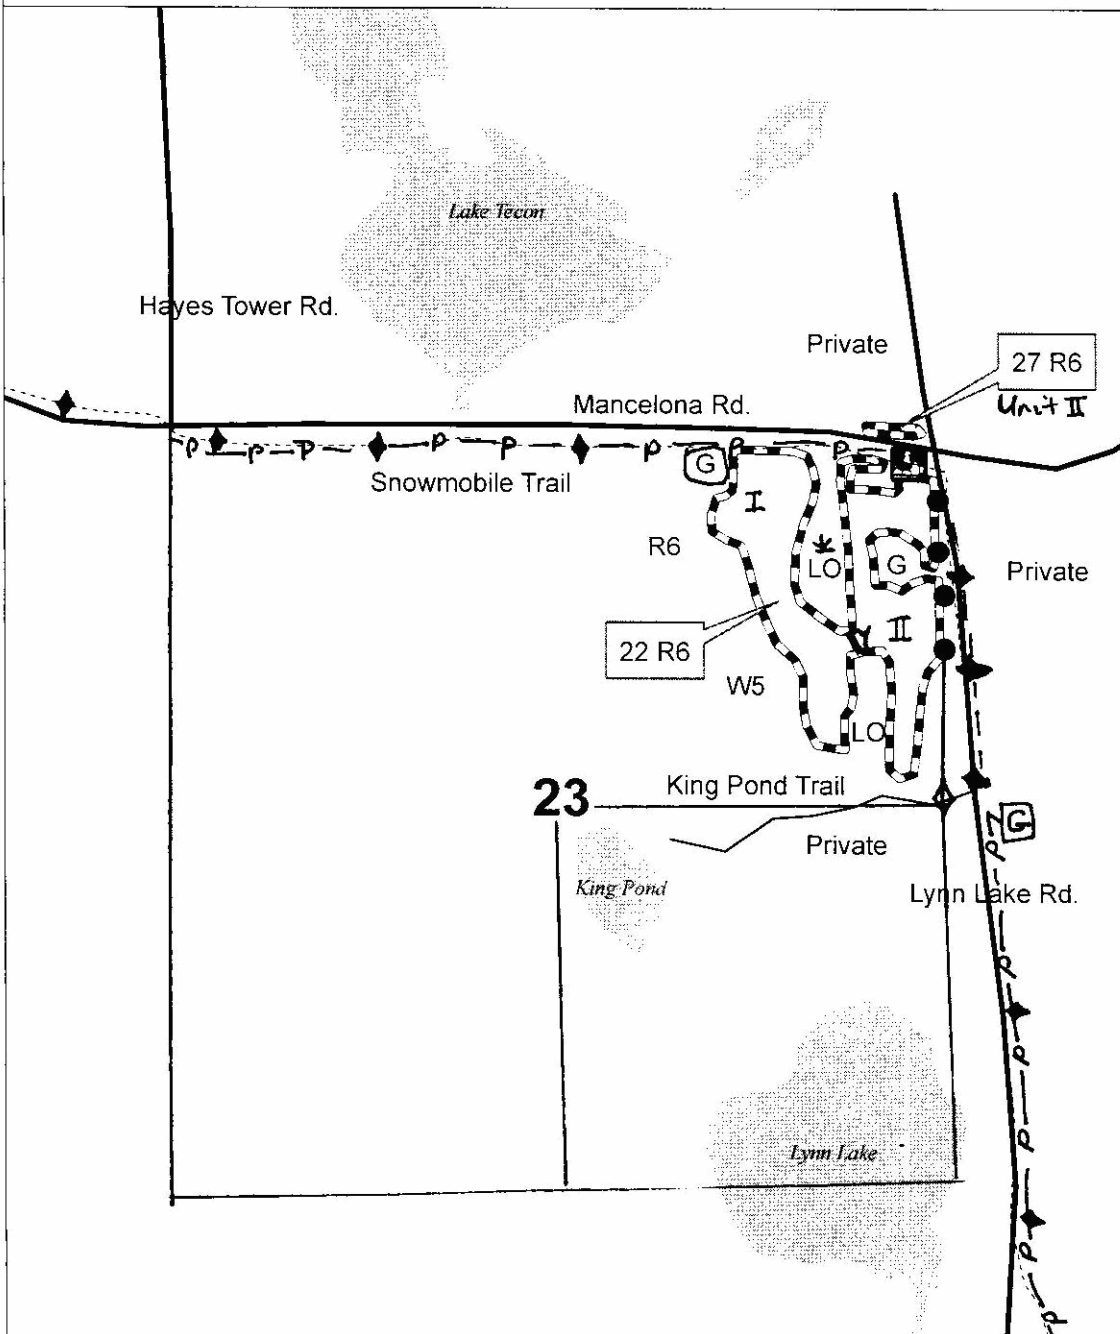 Lake Tecon
Hayes Tower Rd.
Private
27 R6
Unit II
Mancelona Rd.
P P P P P P P P
G
Snowmobile Trail
I
R6
LO
G
Private
II
22 R6
W5
LO
King Pond Trail
23
G
P
Private
King Pond
Lynn Lake Rd.
P
P
P
Lynn Lake
P
P